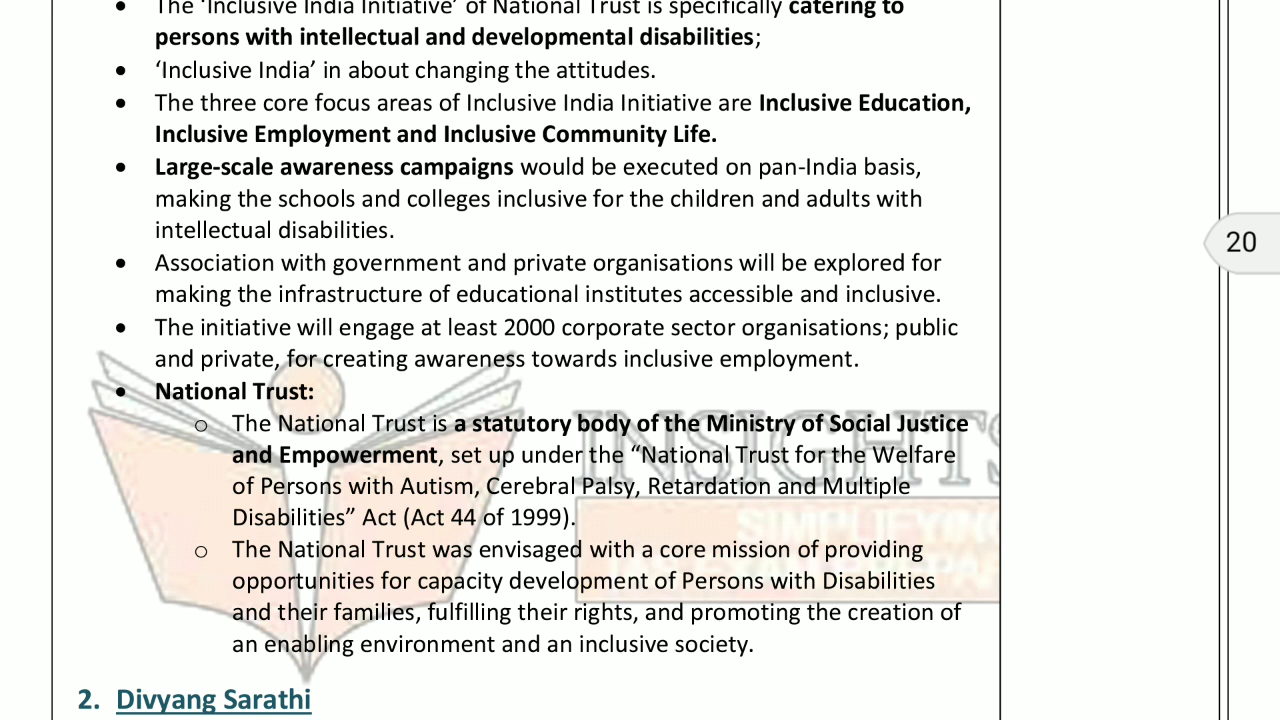 • The ‘Inclusive India Initiative’ of National Trust is specifically catering to
persons with intellectual and developmental disabilities;
• ‘Inclusive India’ in about changing the attitudes.
• The three core focus areas of Inclusive India Initiative are Inclusive Education,
Inclusive Employment and Inclusive Community Life.
• Large-scale awareness campaigns would be executed on pan-India basis,
making the schools and colleges inclusive for the children and adults with
intellectual disabilities.
20
• Association with government and private organisations will be explored for
making the infrastructure of educational institutes accessible and inclusive.
• The initiative will engage at least 2000 corporate sector organisations; public
and private, for creating awareness towards inclusive employment.
• National Trust:
o The National Trust is a statutory body of the Ministry of Social Justice
and Empowerment, set up under the “National Trust for the Welfare
of Persons with Autism, Cerebral Palsy, Retardation and Multiple
Disabilities” Act (Act 44 of 1999).
o The National Trust was envisaged with a core mission of providing
opportunities for capacity development of Persons with Disabilities
and their families, fulfilling their rights, and promoting the creation of
an enabling environment and an inclusive society.
INSIGHTS
SIMPLIFYING
2. Divyang Sarathi